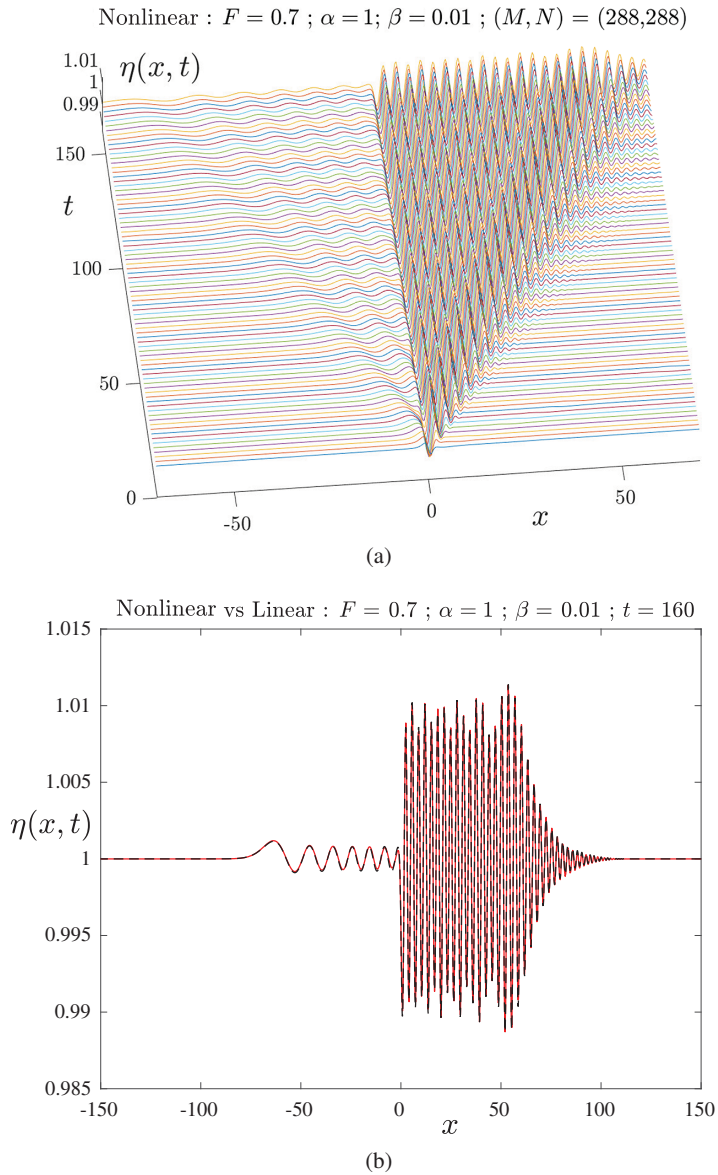 Nonlinear : F = 0.7 ; α = 1; β = 0.01 ; (M, N) = (288,288)
1.01
1
0.99
η(x, t)
150
t
100
50
0
-50
0
50
x
(a)
Nonlinear vs Linear : F = 0.7 ; α = 1 ; β = 0.01 ; t = 160
1.015
1.01
1.005
η(x, t)
1
0.995
0.99
0.985
-150
-100
-50
0
50
100
150
x
(b)